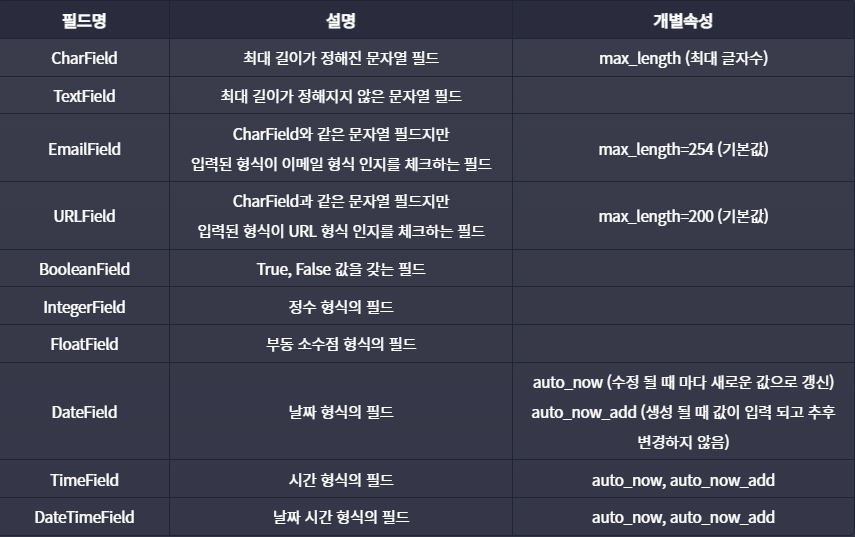 필드명 설명 개별속성
CharField 최대 길이가 정해진 문자열 필드 max_length (최대 글자수)
TextField 최대 길이가 정해지지 않은 문자열 필드
EmailField CharField와 같은 문자열 필드지만
입력된 형식이 이메일 형식 인지를 체크하는 필드 max_length=254 (기본값)
URLField CharField과 같은 문자열 필드지만
입력된 형식이 URL 형식 인지를 체크하는 필드 max_length=200 (기본값)
BooleanField True, False 값을 갖는 필드
IntegerField 정수 형식의 필드
FloatField 부동 소수점 형식의 필드
DateField 날짜 형식의 필드 auto_now (수정 될 때 마다 새로운 값으로 갱신)
auto_now_add (생성 될 때 값이 입력 되고 추후
변경하지 않음)
TimeField 시간 형식의 필드 auto_now, auto_now_add
DateTimeField 날짜 시간 형식의 필드 auto_now, auto_now_add